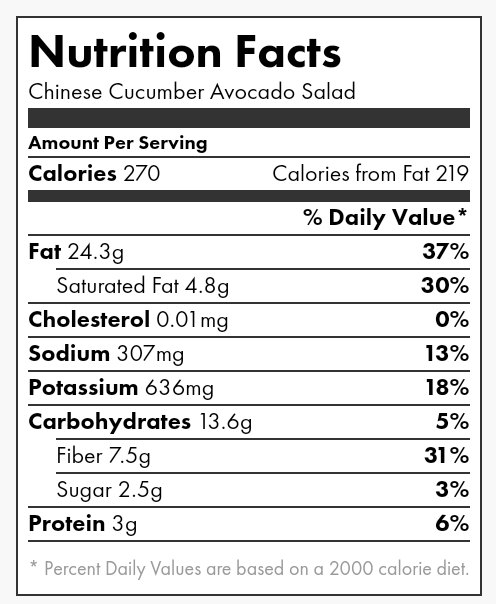 Nutrition Facts
Chinese Cucumber Avocado Salad
Amount Per Serving
Calories 270 Calories from Fat 219
% Daily Value*
Fat 24.3g 37%
Saturated Fat 4.8g 30%
Cholesterol 0.01mg 0%
Sodium 307mg 13%
Potassium 636mg 18%
Carbohydrates 13.6g 5%
Fiber 7.5g 31%
Sugar 2.5g 3%
Protein 3g 6%
* Percent Daily Values are based on a 2000 calorie diet.